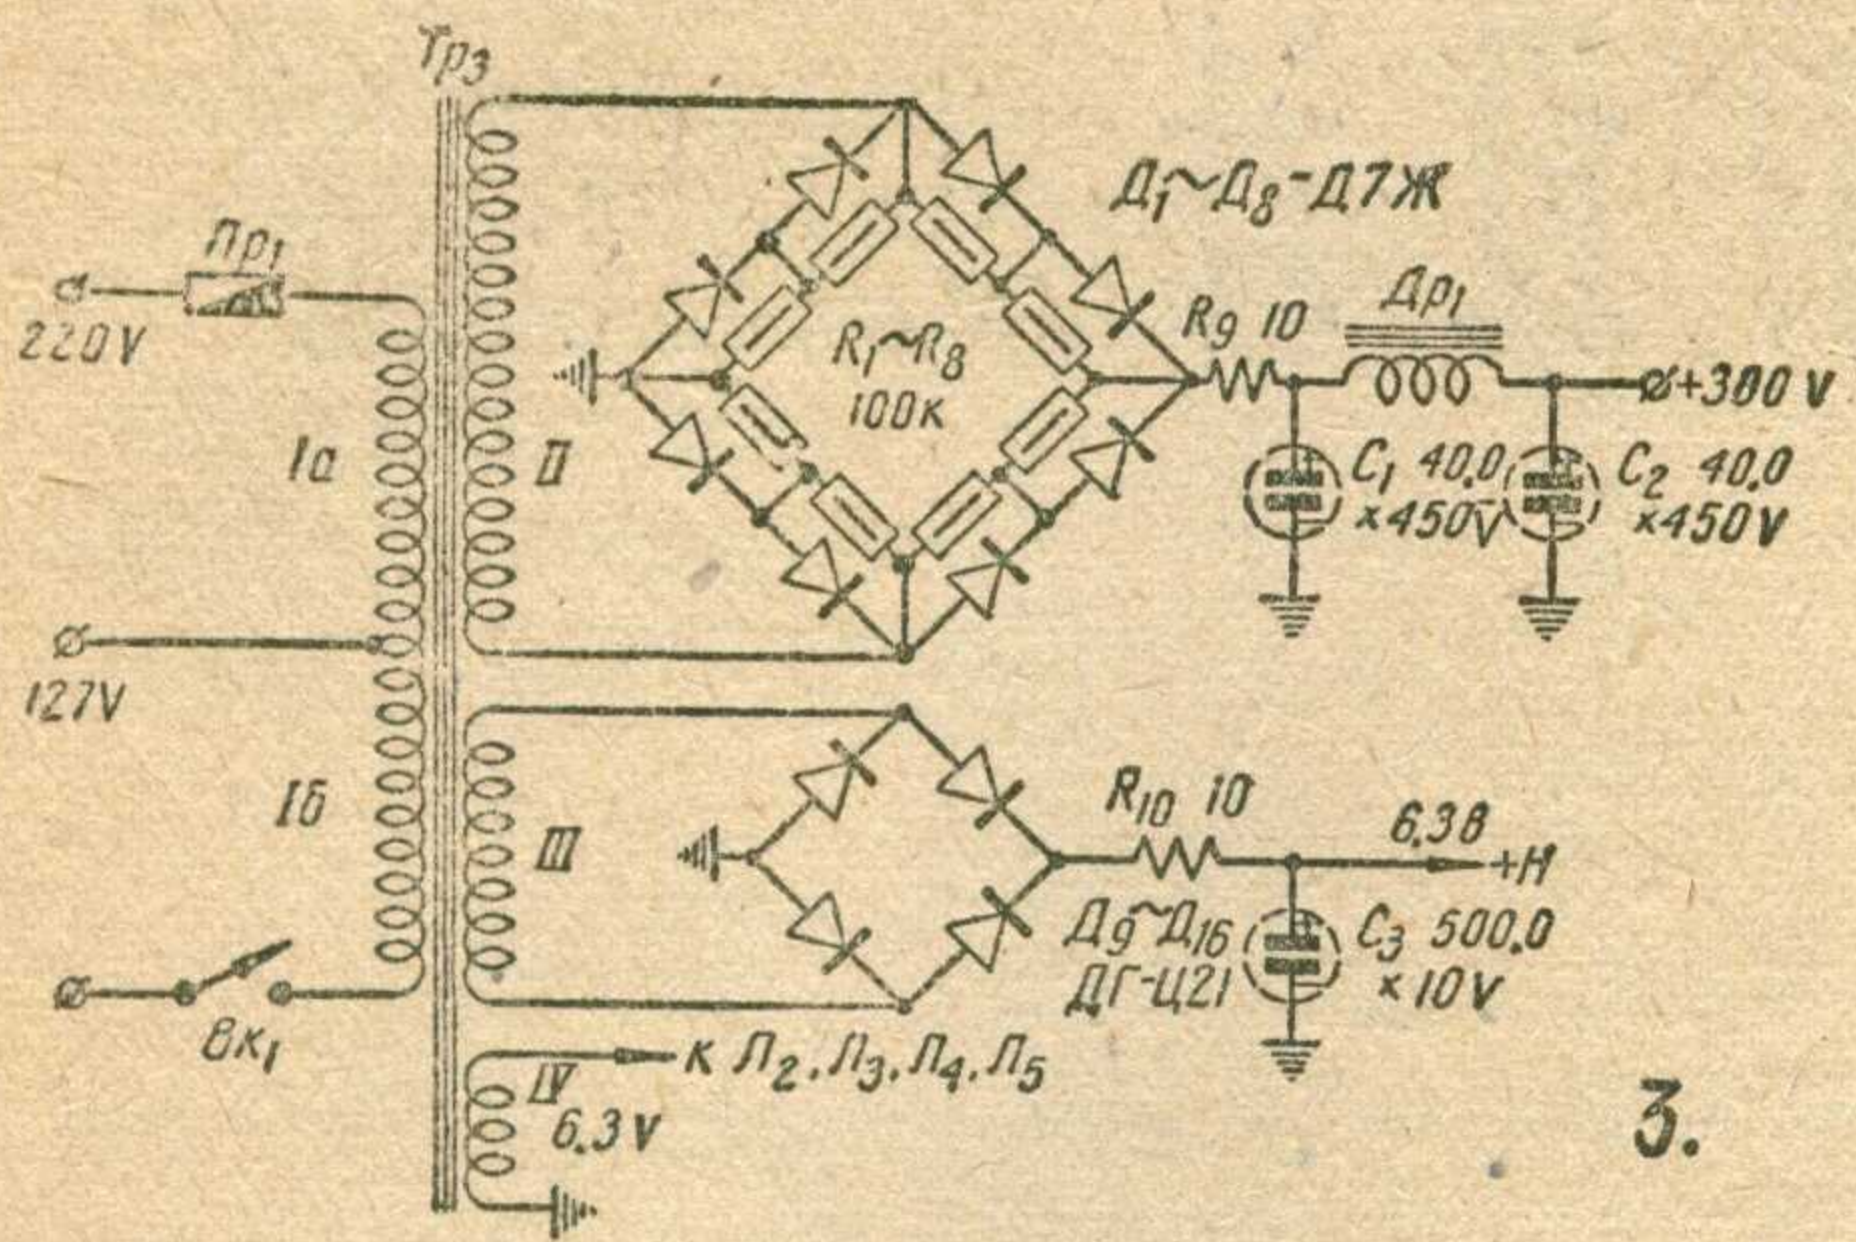 Тр3
Пр1
220V
Iа
127V
Iб
Вк1
II
R1~R8
100к
Д1~Д8-Д7Ж
R9 10
Др1
+380 V
C1 40.0
×450V
C2 40.0
×450V
III
R10 10
6.3В
+Н
Д9~Д16
ДГ-Ц21
C3 500.0
×10V
IV
6.3V
к Л2, Л3, Л4, Л5
3.